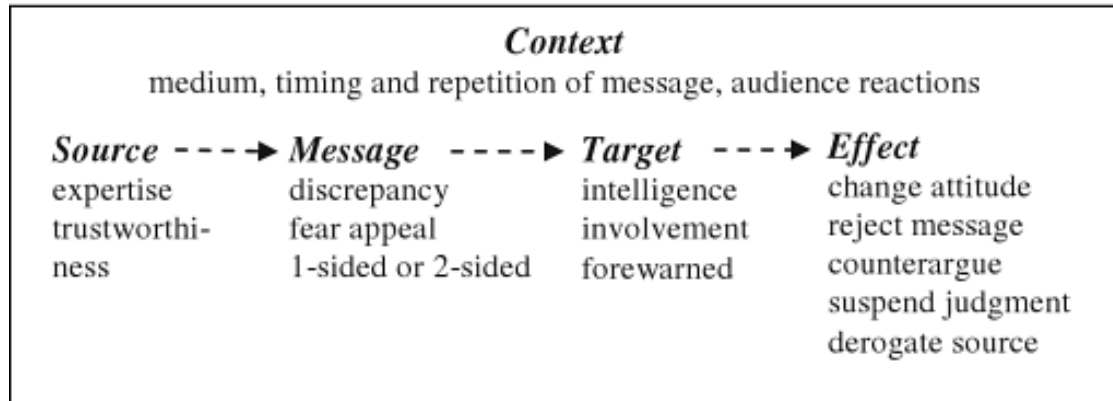 Context
medium, timing and repetition of message, audience reactions
Source Message Target Effect
expertise discrepancy intelligence change attitude
trustworthi- fear appeal involvement reject message
ness 1-sided or 2-sided forewarned counterargue
suspend judgment
derogate source